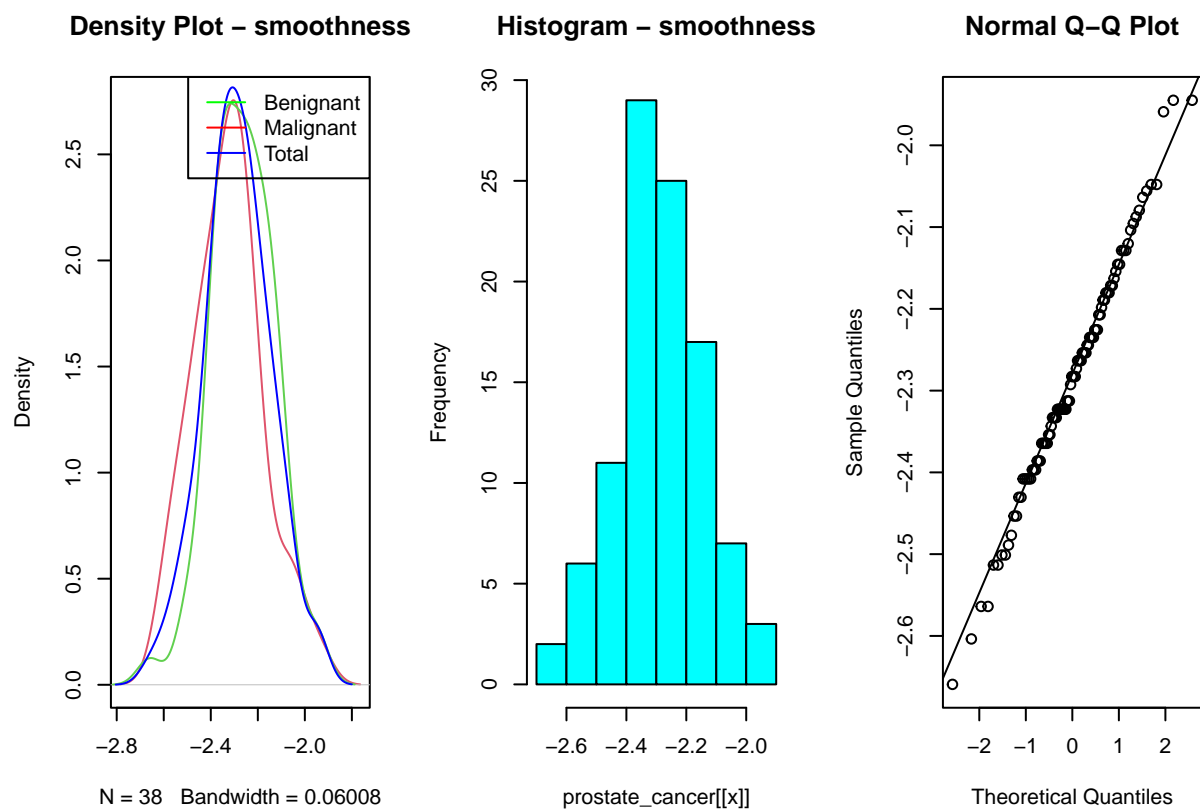 Density Plot − smoothness
Benignant
Malignant
Total
Density
0.0
0.5
1.0
1.5
2.0
2.5
−2.8
−2.4
−2.0
N = 38   Bandwidth = 0.06008
Histogram − smoothness
Frequency
0
5
10
15
20
25
30
−2.6
−2.4
−2.2
−2.0
prostate_cancer[[x]]
Normal Q−Q Plot
Sample Quantiles
−2.6
−2.5
−2.4
−2.3
−2.2
−2.1
−2.0
−2
−1
0
1
2
Theoretical Quantiles